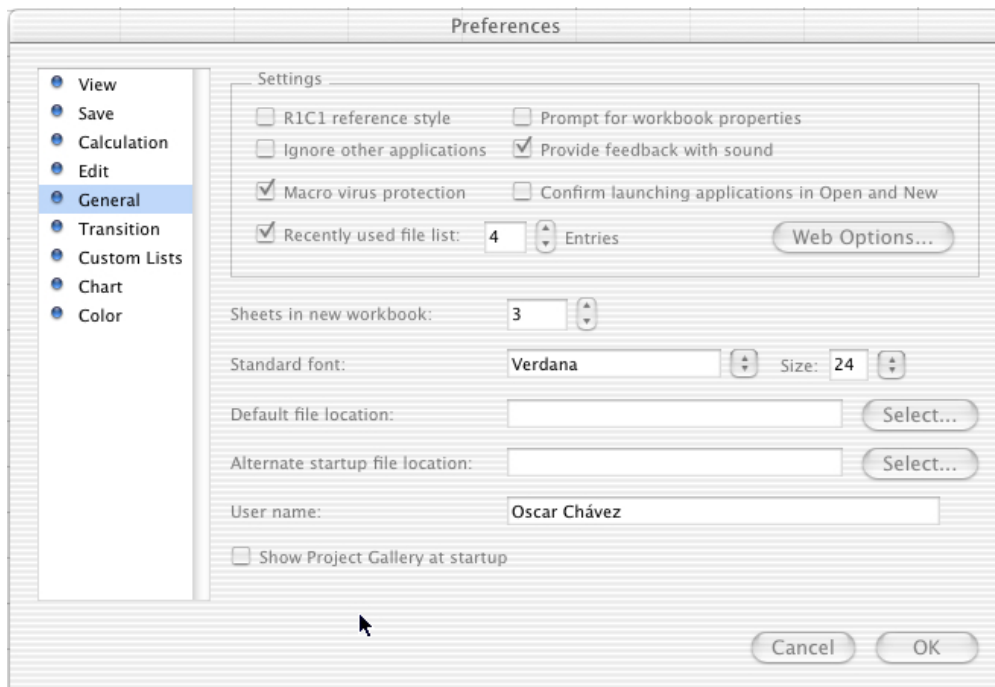 Preferences
View
Save
Calculation
Edit
General
Transition
Custom Lists
Chart
Color
Settings
R1C1 reference style
Prompt for workbook properties
Ignore other applications
Provide feedback with sound
Macro virus protection
Confirm launching applications in Open and New
Recently used file list: 4 Entries
Web Options...
Sheets in new workbook: 3
Standard font: Verdana Size: 24
Default file location: Select...
Alternate startup file location: Select...
User name: Oscar Chávez
Show Project Gallery at startup
Cancel OK